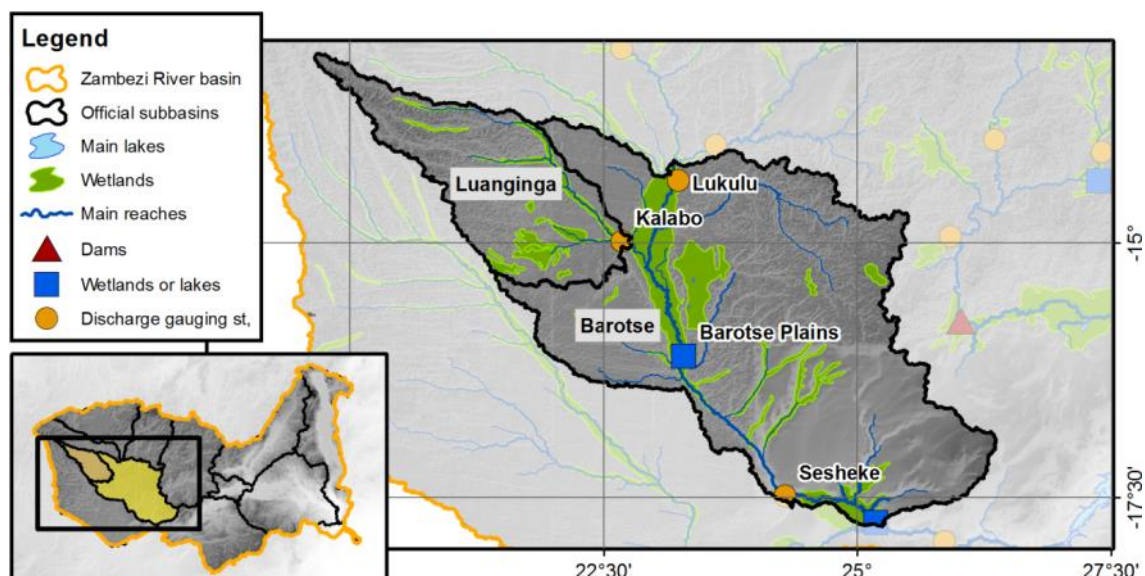 Legend
Zambezi River basin
Official subbasins
Main lakes
Wetlands
Main reaches
Dams
Wetlands or lakes
Discharge gauging st,
Luanginga
Lukulu
Kalabo
Barotse
Barotse Plains
Sesheke
-15°
-17°30'
22°30'
25°
27°30'